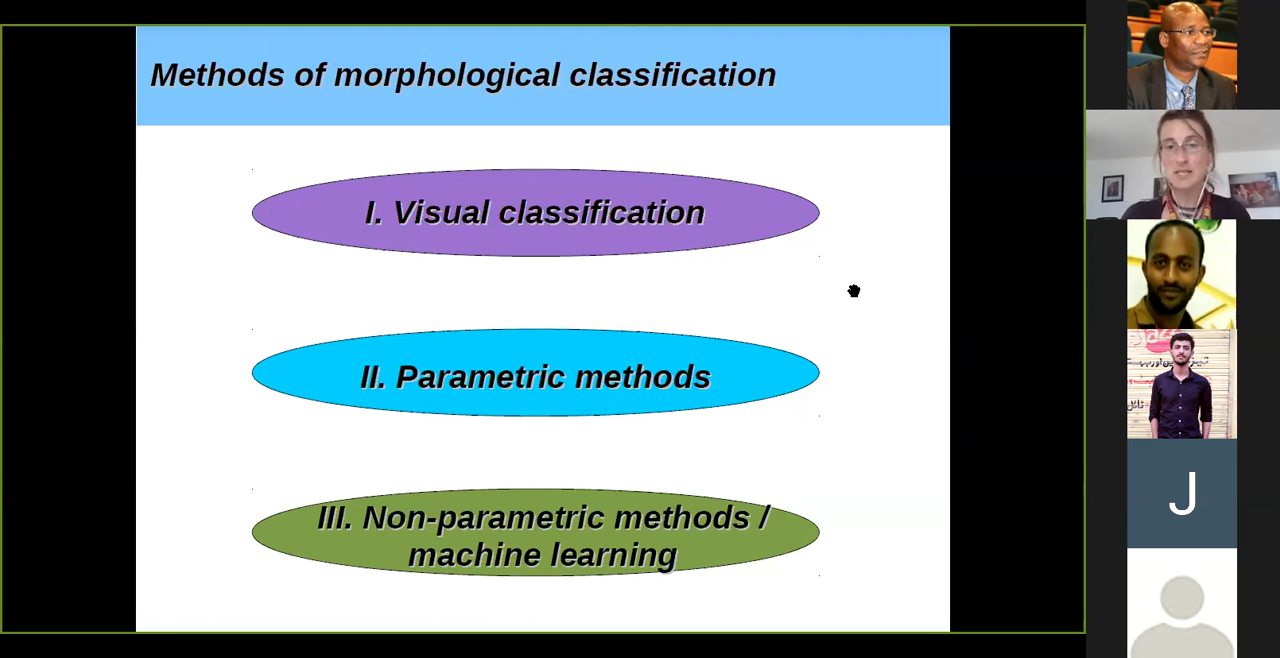 Methods of morphological classification
I. Visual classification
II. Parametric methods
III. Non-parametric methods /
machine learning
J